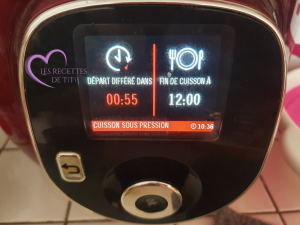 LES RECETTES
DE TITI
DÉPART DIFFÉRÉ DANS
FIN DE CUISSON À
00:55
12:00
CUISSON SOUS PRESSION
10:38